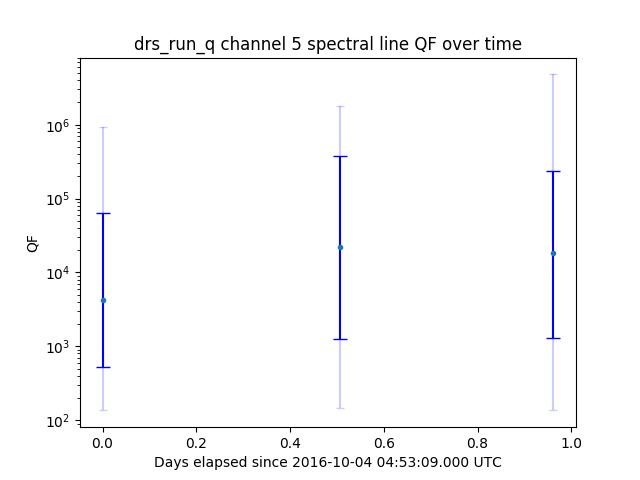 drs_run_q channel 5 spectral line QF over time
QF
10⁶
10⁵
10⁴
10³
10²
0.0 0.2 0.4 0.6 0.8 1.0
Days elapsed since 2016-10-04 04:53:09.000 UTC